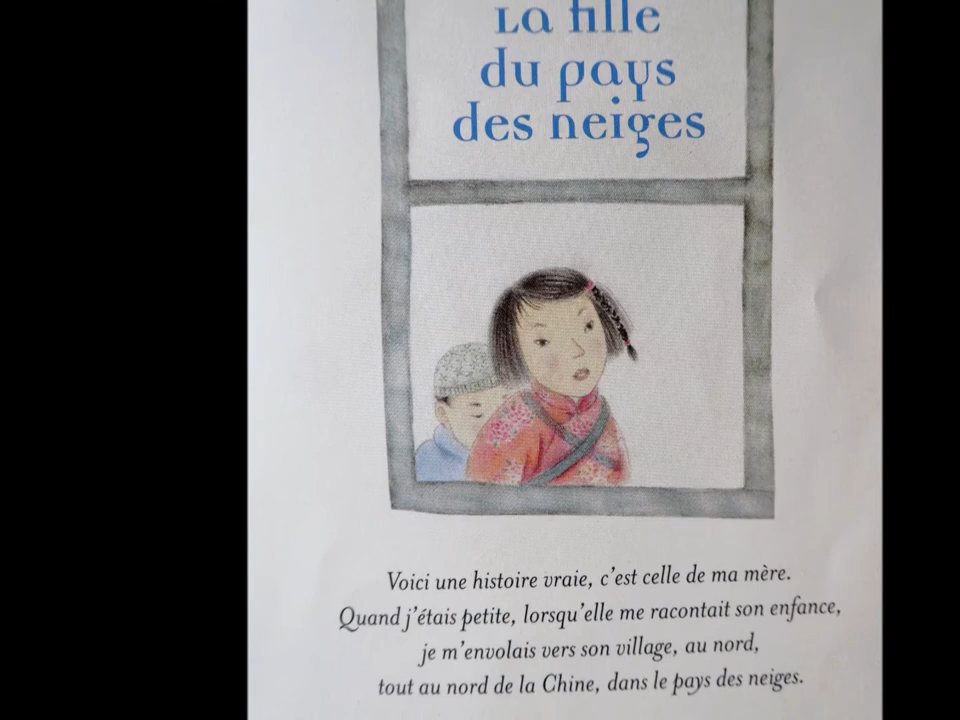 La fille
du pays
des neiges
Voici une histoire vraie, c'est celle de ma mère.
Quand j'étais petite, lorsqu'elle me racontait son enfance,
je m'envolais vers son village, au nord,
tout au nord de la Chine, dans le pays des neiges.